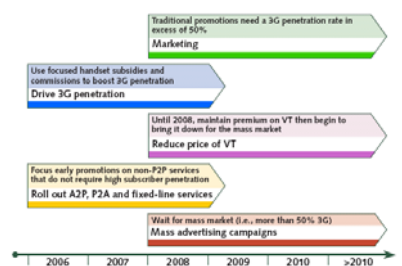 Traditional promotions need a 3G penetration rate in
excess of 50%
Marketing
Use focused handset subsidies and
commissions to boost 3G penetration
Drive 3G penetration
Until 2008, maintain premium on VT then begin to
bring it down for the mass market
Reduce price of VT
Focus early promotions on non-P2P services
that do not require high subscriber penetration
Roll out A2P, P2A and fixed-line services
Wait for mass market (i.e., more than 50% 3G)
Mass advertising campaigns
2006 2007 2008 2009 2010 >2010